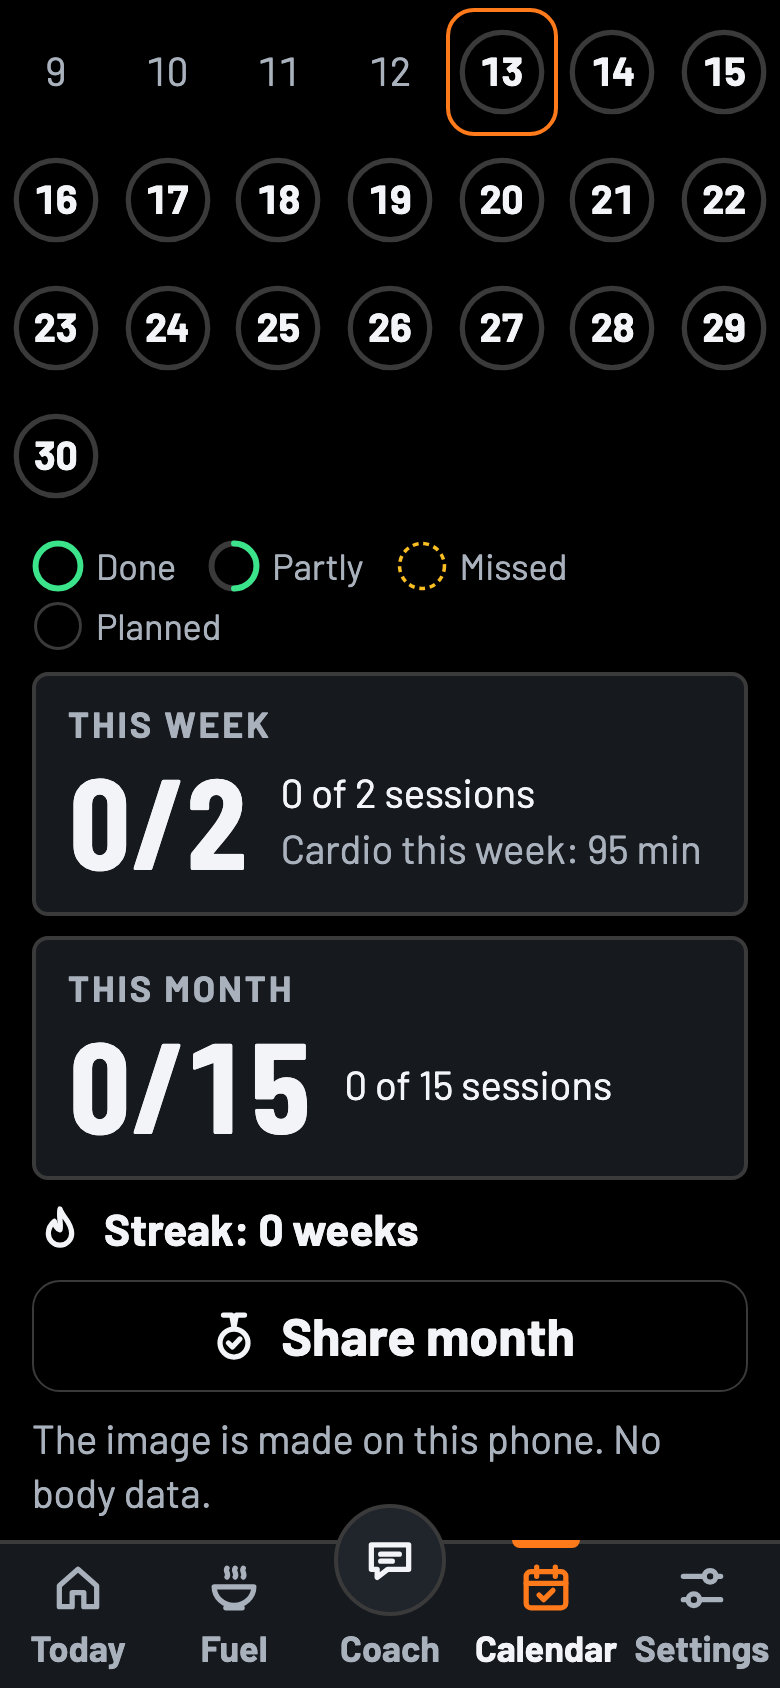 9 10 11 12 13 14 15
16 17 18 19 20 21 22
23 24 25 26 27 28 29
30
Done Partly Missed
Planned
THIS WEEK
0/2
0 of 2 sessions
Cardio this week: 95 min
THIS MONTH
0/15
0 of 15 sessions
Streak: 0 weeks
Share month
The image is made on this phone. No
body data.
Today Fuel Coach Calendar Settings